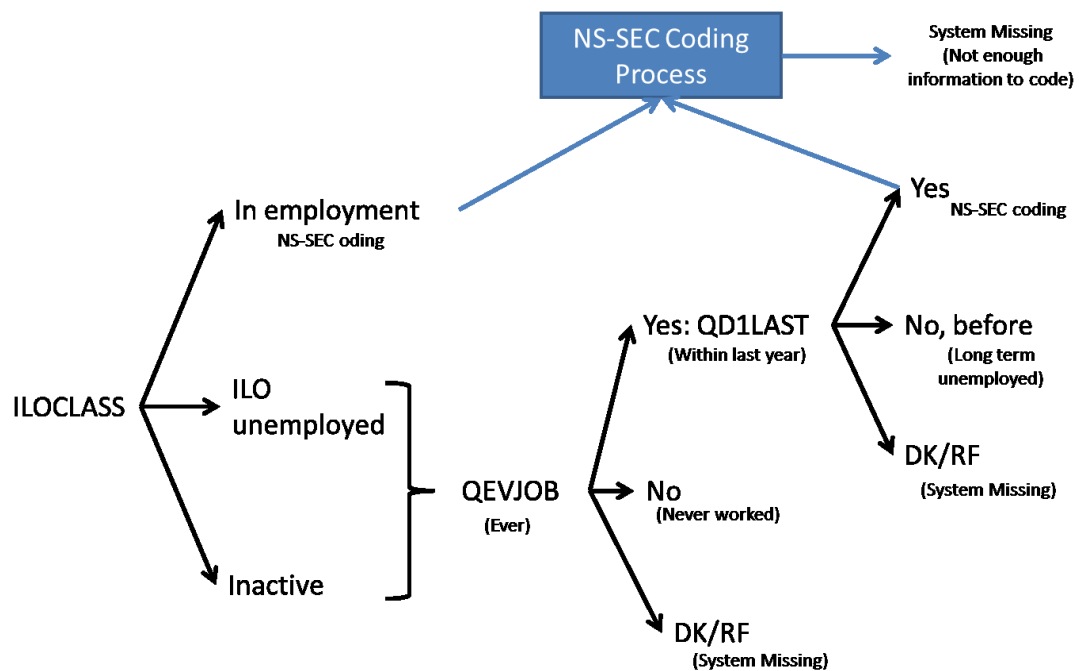 NS-SEC Coding
Process
System Missing
(Not enough
information to code)
Yes
NS-SEC coding
In employment
NS-SEC oding
Yes: QD1LAST
(Within last year)
No, before
(Long term
unemployed)
ILOCLASS
ILO
unemployed
DK/RF
(System Missing)
QEVJOB
(Ever)
No
(Never worked)
Inactive
DK/RF
(System Missing)